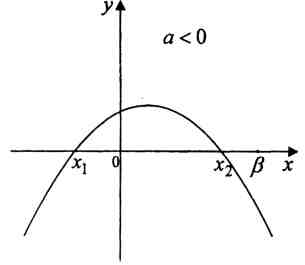 y
a < 0
x₁ 0 x₂ β x